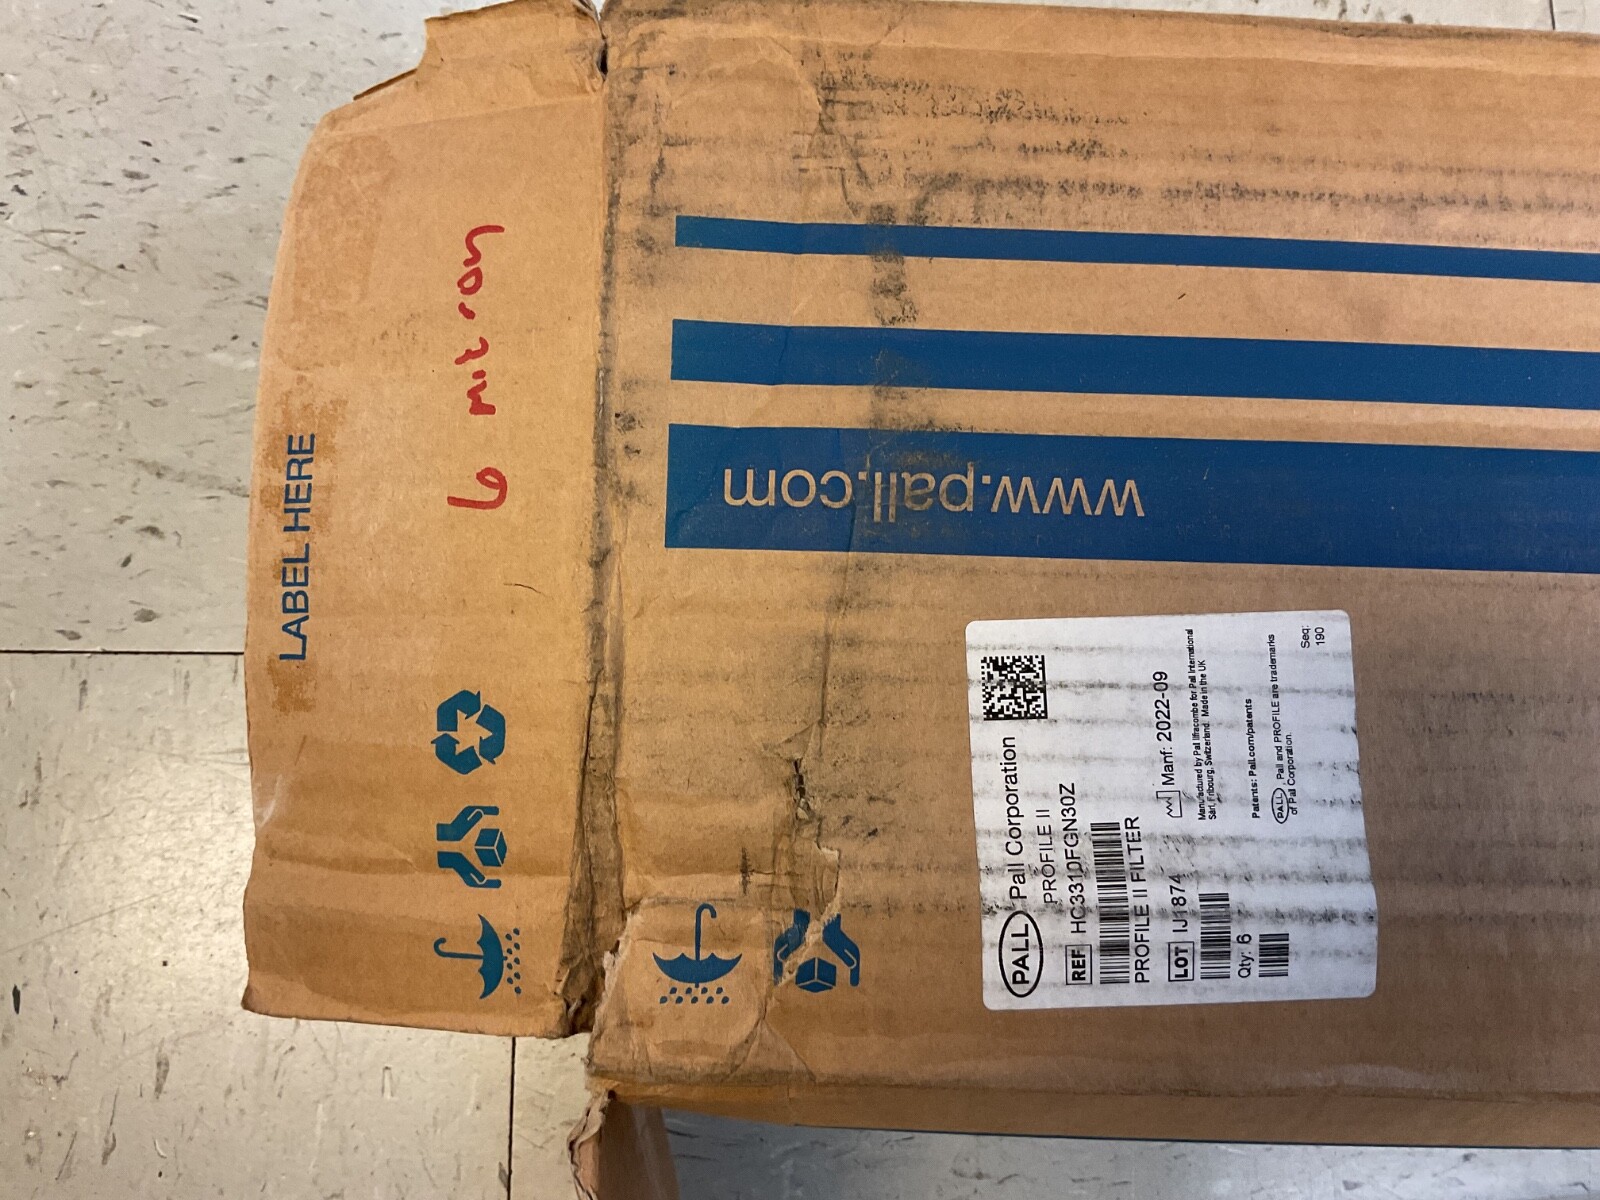 LABEL HERE
6 micron
www.pall.com
PALL Pall Corporation
PROFILE II
REF HC3310FGN30Z
PROFILE II FILTER
LOT IJ1874
Manf: 2022-09
Qty: 6
Manufactured by Pall Ilfracombe for Pall International
Sàrl, Fribourg, Switzerland. Made in the UK
Patents: Pall.com/patents
PALL, Pall and PROFILE are trademarks
of Pall Corporation.
Seq:
190